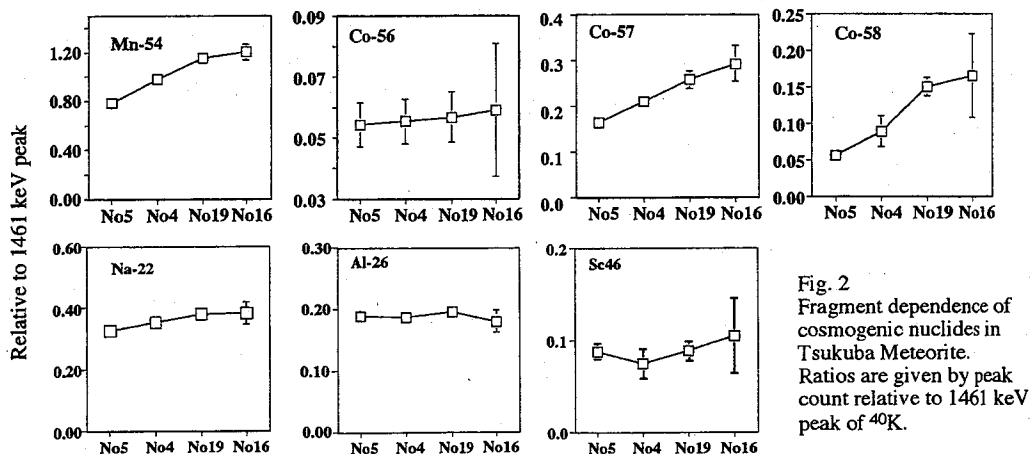 Relative to 1461 keV peak
Mn-54
1.20
0.80
0.40
0.00
No5 No4 No19 No16
Co-56
0.09
0.07
0.05
0.03
No5 No4 No19 No16
Co-57
0.4
0.3
0.2
0.1
0.0
No5 No4 No19 No16
Co-58
0.25
0.20
0.15
0.10
0.05
0.00
No5 No4 No19 No16
Na-22
0.60
0.40
0.20
0.00
No5 No4 No19 No16
Al-26
0.30
0.20
0.10
0.00
No5 No4 No19 No16
Sc46
0.2
0.1
0.0
No5 No4 No19 No16
Fig. 2
Fragment dependence of
cosmogenic nuclides in
Tsukuba Meteorite.
Ratios are given by peak
count relative to 1461 keV
peak of ⁴⁰K.